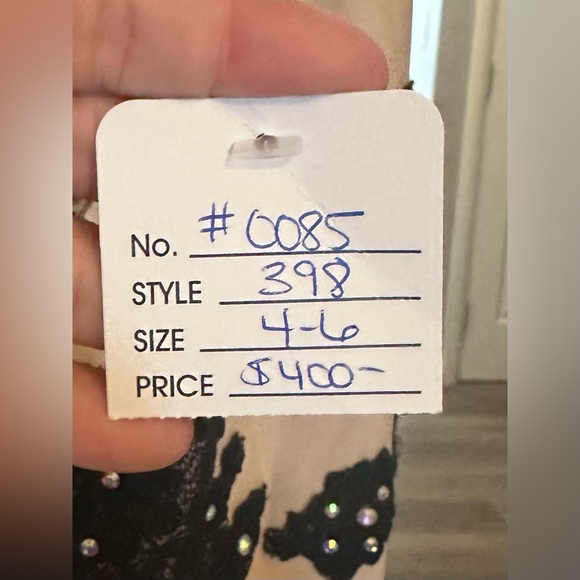 No. #0085
STYLE 398
SIZE 4-6
PRICE $400-